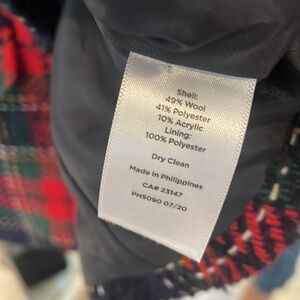 Shell:
49% Wool
41% Polyester
10% Acrylic
Lining:
100% Polyester
Dry Clean
Made in Philippines
CA# 23147
PH5090 07/20